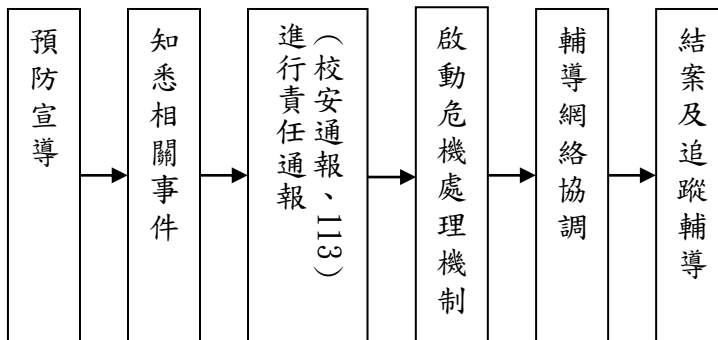 預防宣導
知悉相關事件
進行責任通報
（校安通報、113）
啟動危機處理機制
輔導網絡協調
結案及追蹤輔導